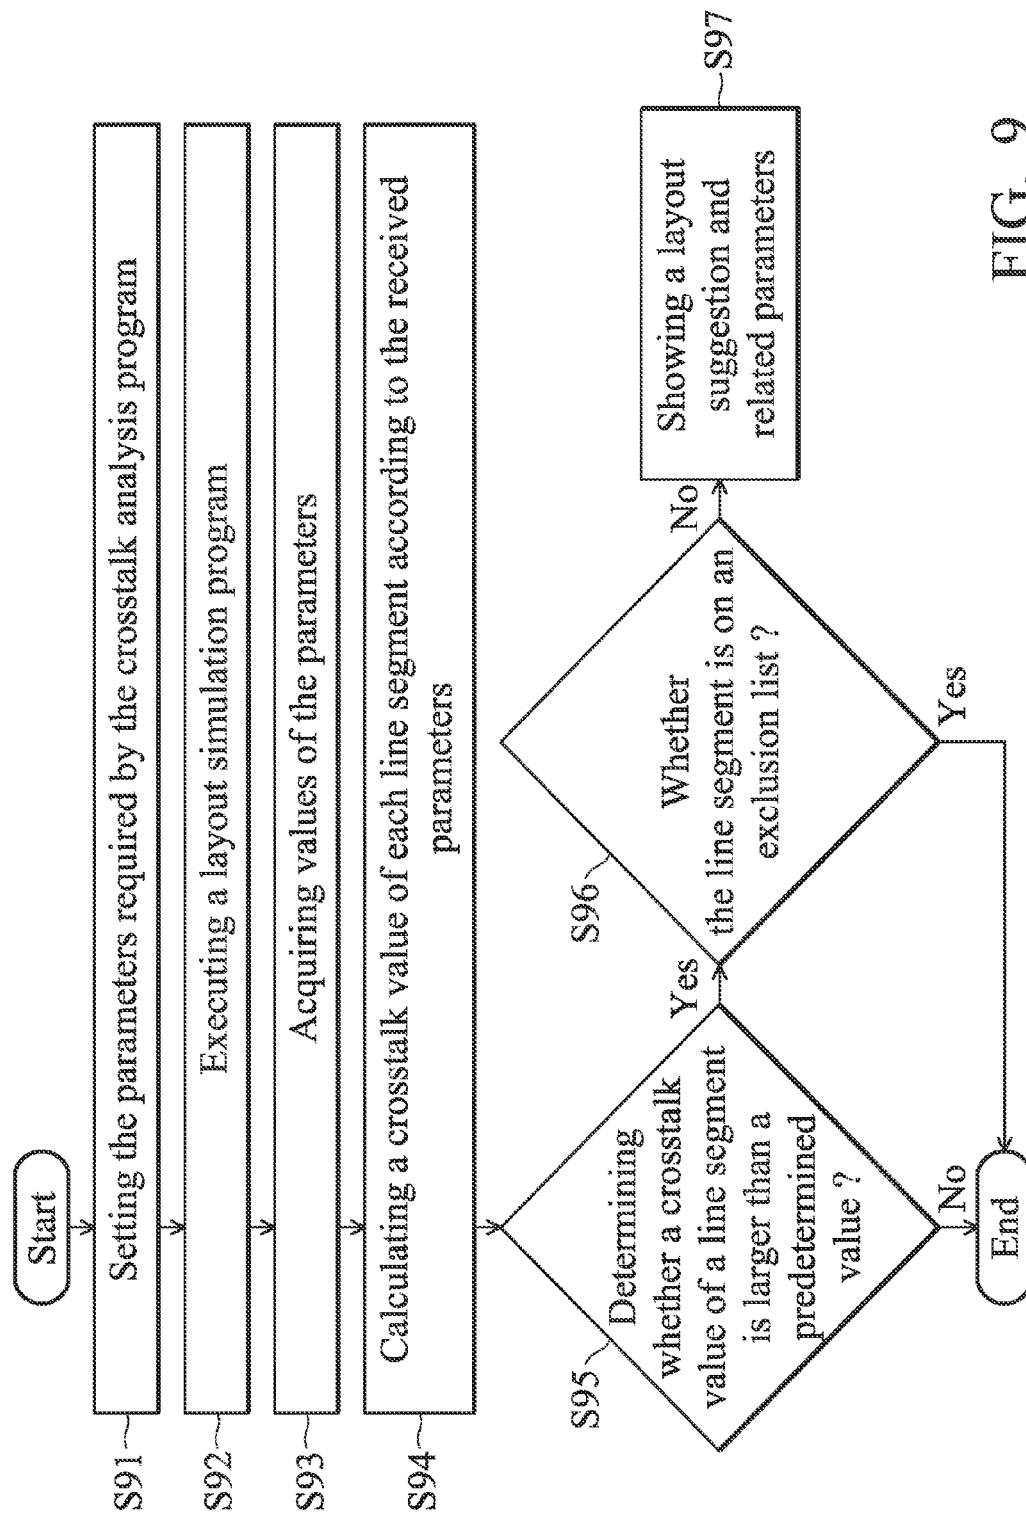 Start
S91
Setting the parameters required by the crosstalk analysis program
S92
Executing a layout simulation program
S93
Acquiring values of the parameters
S94
Calculating a crosstalk value of each line segment according to the received
parameters
S95
Determining
whether a crosstalk
value of a line segment
is larger than a
predetermined
value ?
Yes
No
S96
Whether
the line segment is on an
exclusion list ?
No
Yes
Showing a layout
suggestion and
related parameters
S97
End
FIG. 9